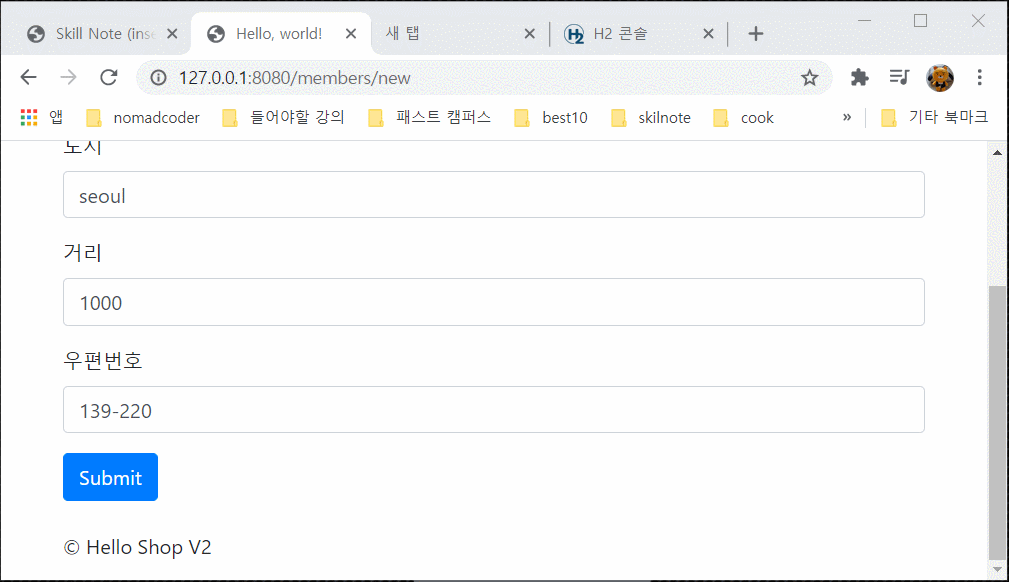 Skill Note (inse
Hello, world!
새 탭
H2 콘솔
127.0.0.1:8080/members/new
앱
nomadcoder
들어야할 강의
패스트 캠퍼스
best10
skilnote
cook
»
기타 북마크
도시
seoul
거리
1000
우편번호
139-220
Submit
© Hello Shop V2